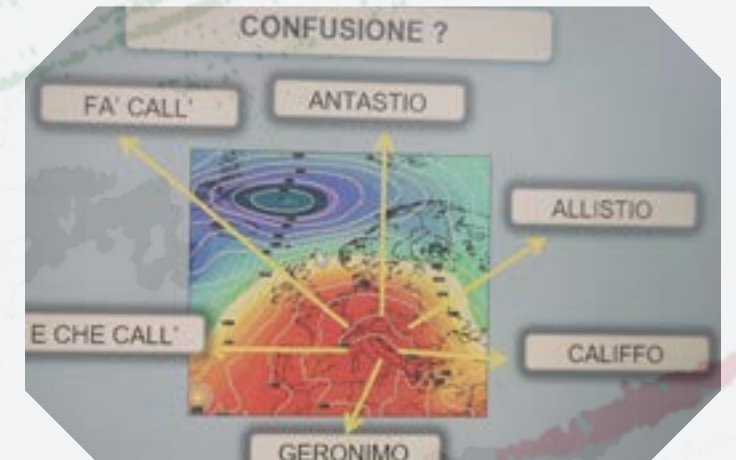 CONFUSIONE ?
FA' CALL'
ANTASTIO
ALLISTIO
E CHE CALL'
CALIFFO
GERONIMO